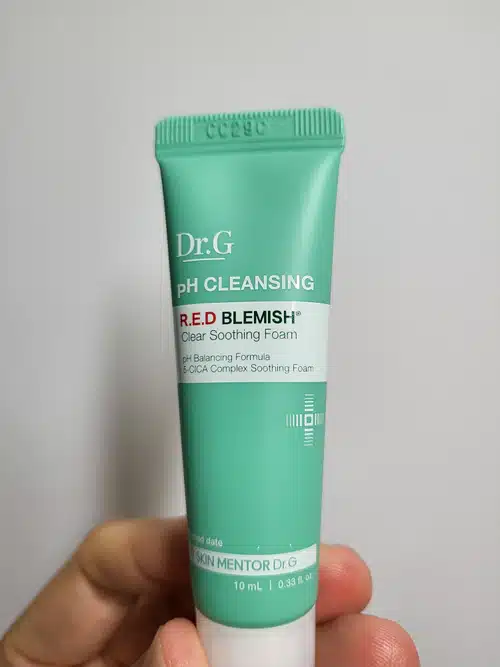 CC29C
Dr.G
pH CLEANSING
R.E.D BLEMISH®
Clear Soothing Foam
pH Balancing Formula
5-CICA Complex Soothing Foam
date
SKIN MENTOR Dr.G
10 mL | 0.33 fl. oz